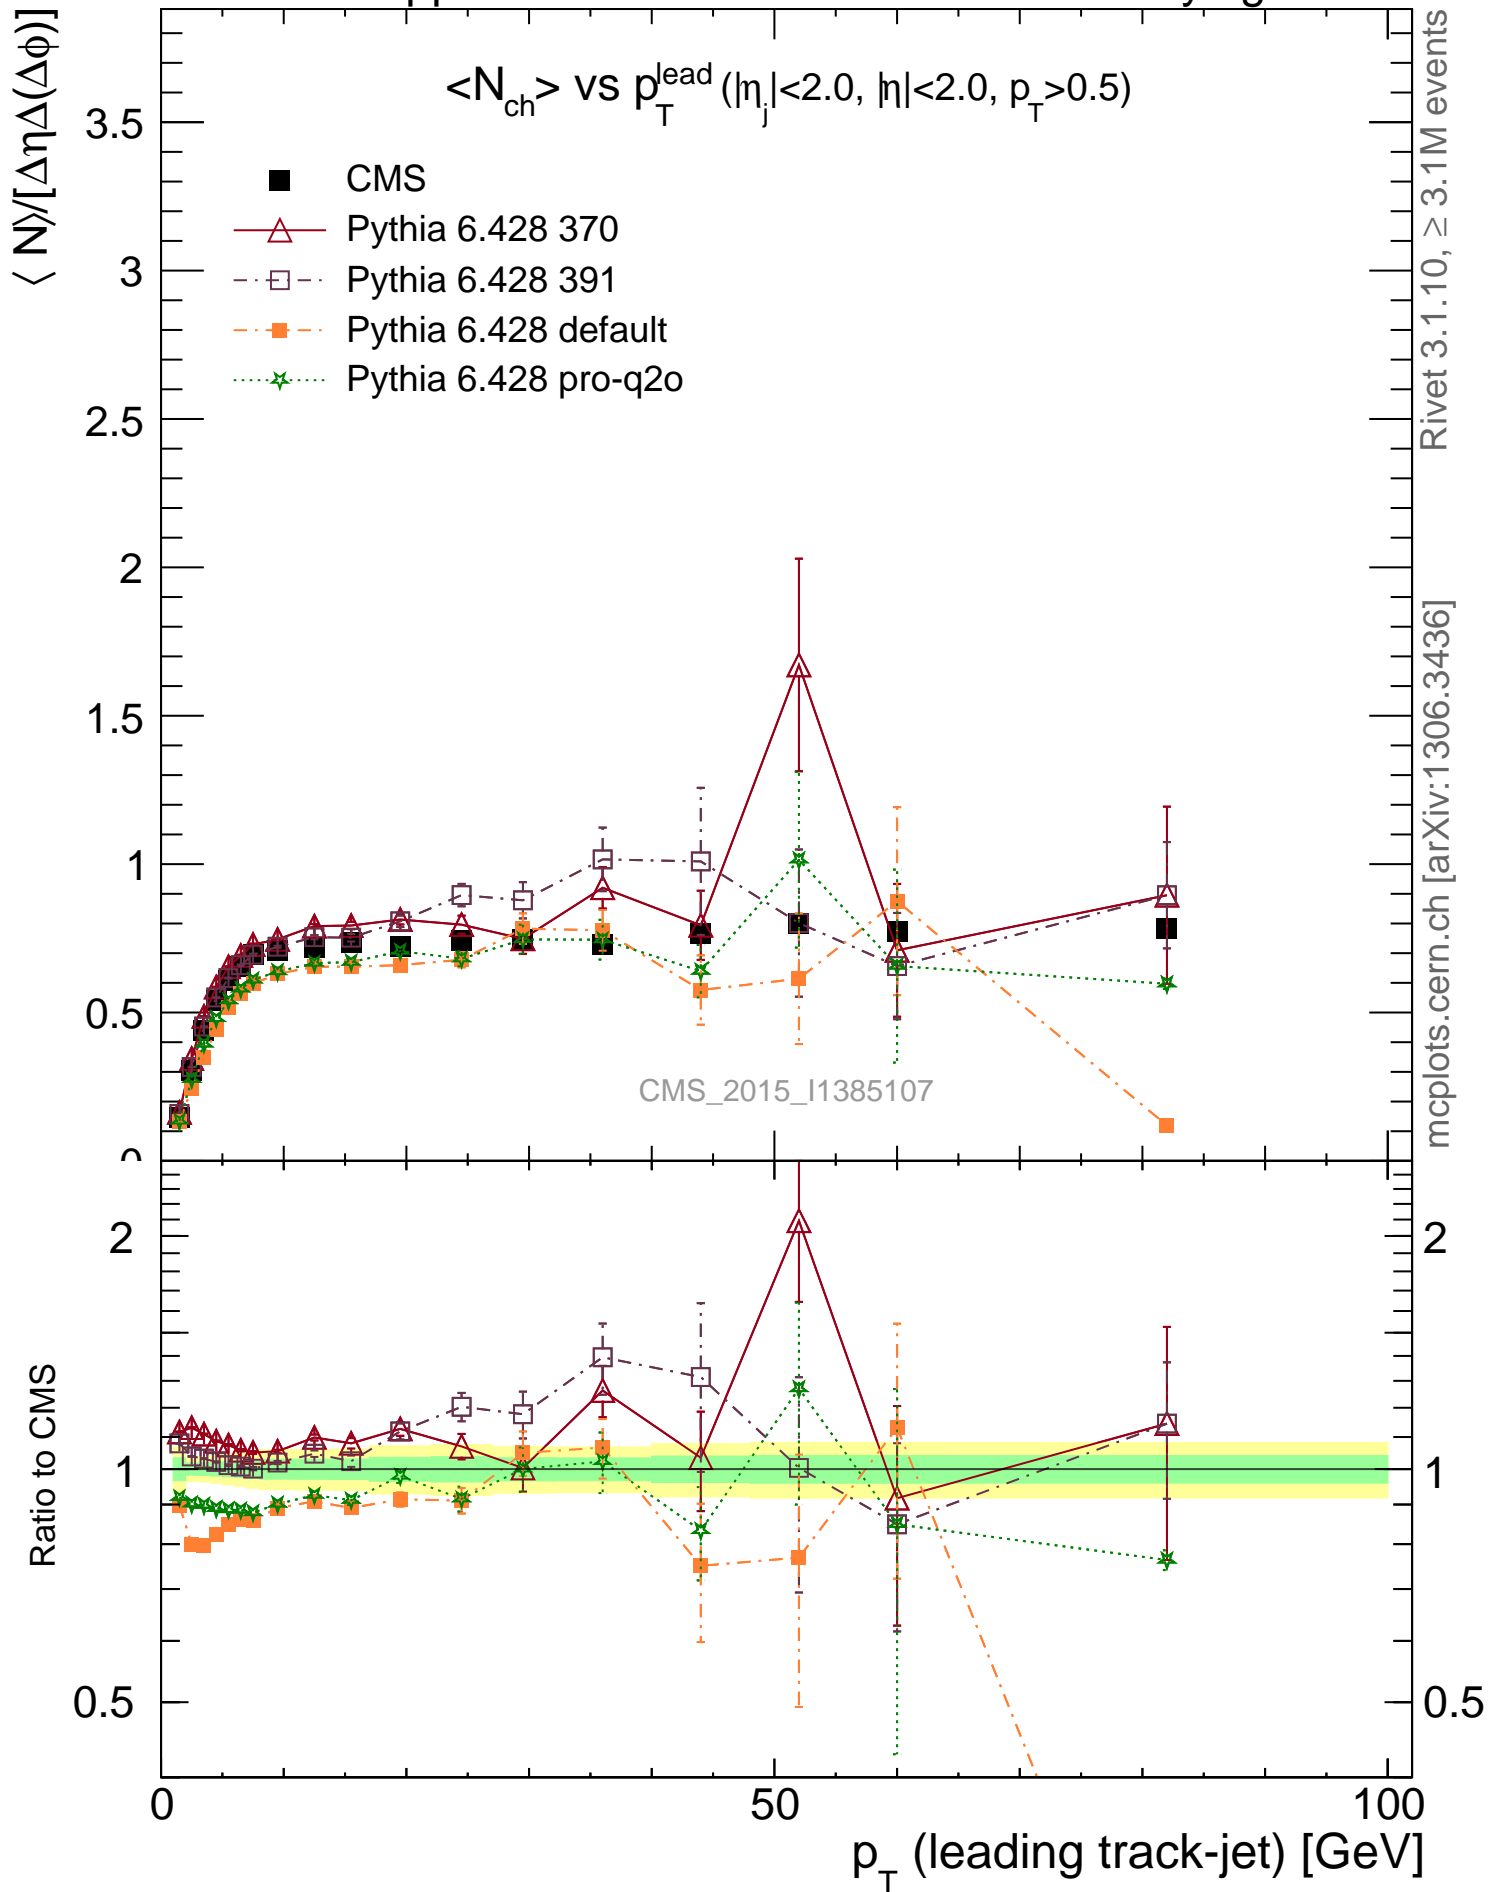 <N_ch> vs p_T^lead (|η_j|<2.0, |η|<2.0, p_T>0.5)
⟨ N⟩/[ΔηΔ(Δϕ)]
CMS
Pythia 6.428 370
Pythia 6.428 391
Pythia 6.428 default
Pythia 6.428 pro-q2o
3.5
3
2.5
2
1.5
1
0.5
0
CMS_2015_I1385107
Rivet 3.1.10, ≥ 3.1M events
mcplots.cern.ch [arXiv:1306.3436]
Ratio to CMS
2
1
0.5
2
1
0.5
0
50
100
p_T (leading track-jet) [GeV]